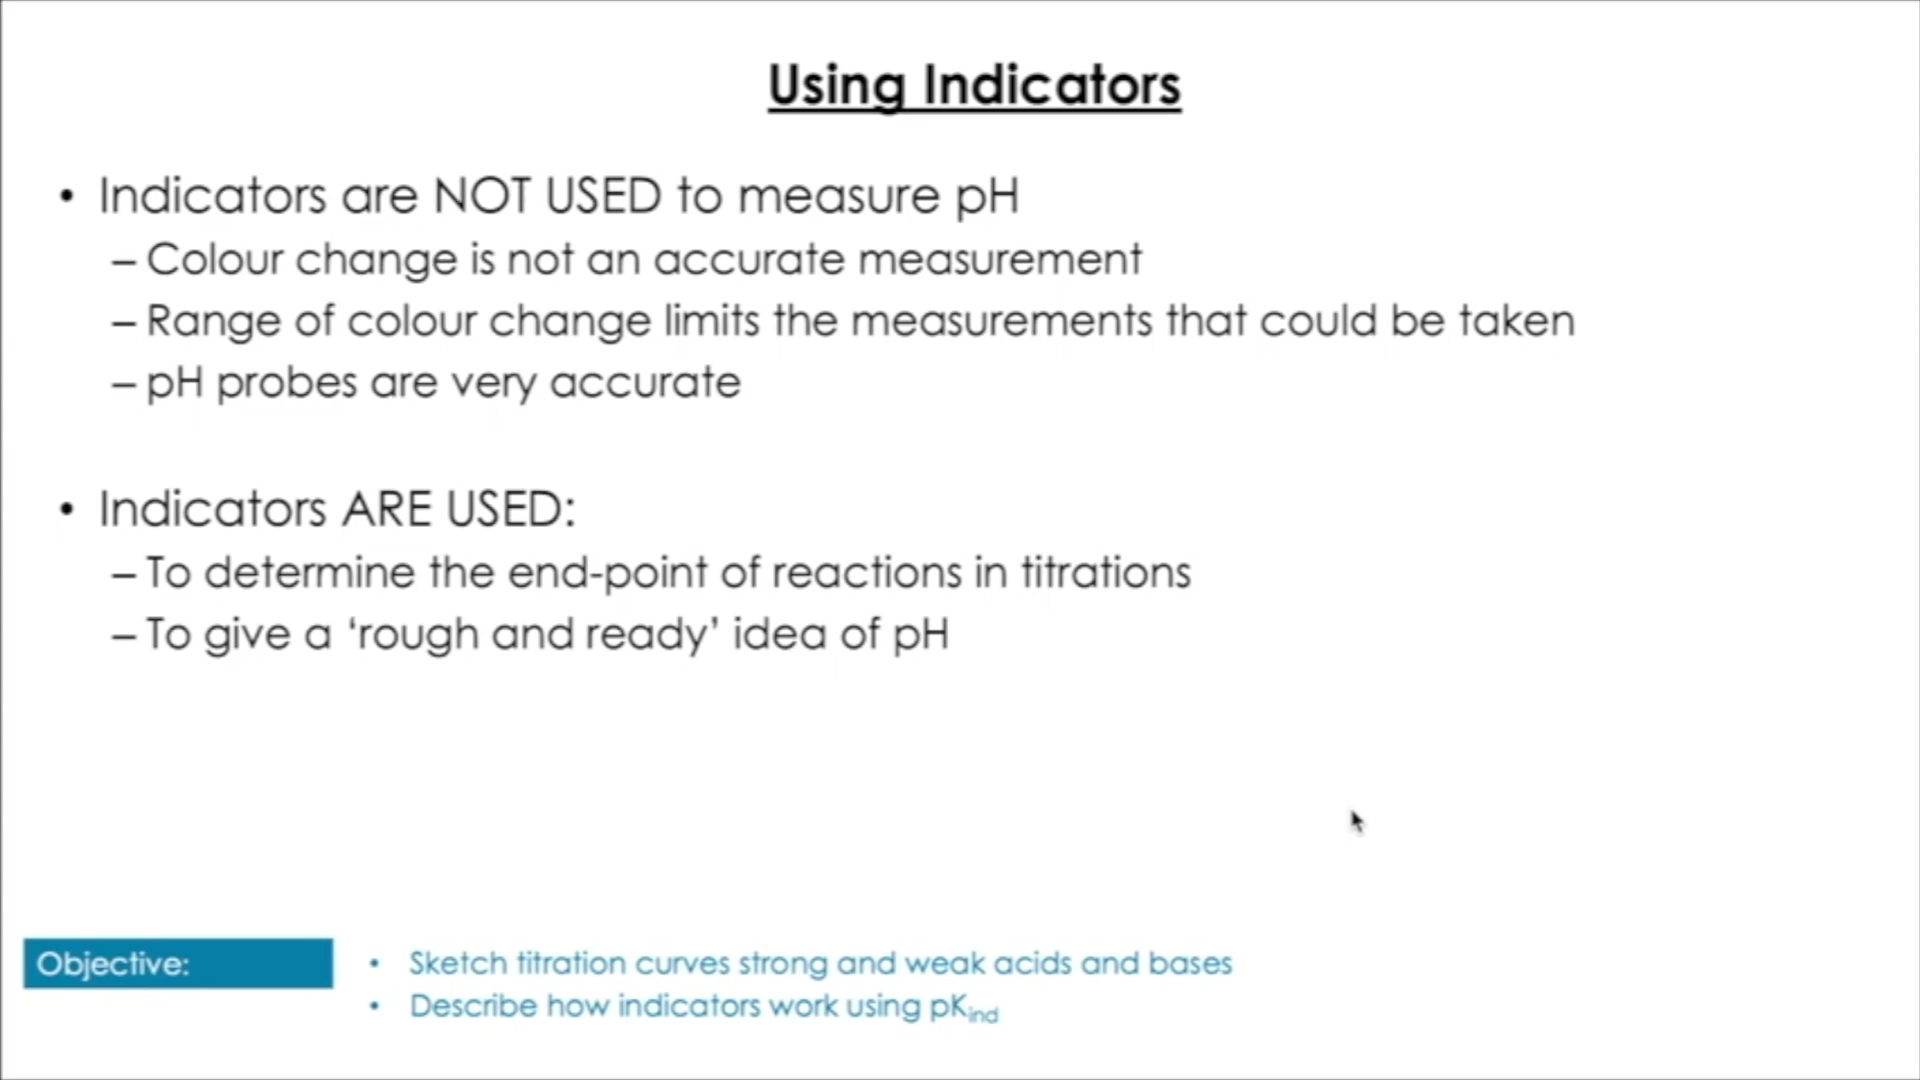 Using Indicators
• Indicators are NOT USED to measure pH
– Colour change is not an accurate measurement
– Range of colour change limits the measurements that could be taken
– pH probes are very accurate
• Indicators ARE USED:
– To determine the end-point of reactions in titrations
– To give a ‘rough and ready’ idea of pH
Objective:
• Sketch titration curves strong and weak acids and bases
• Describe how indicators work using pKind